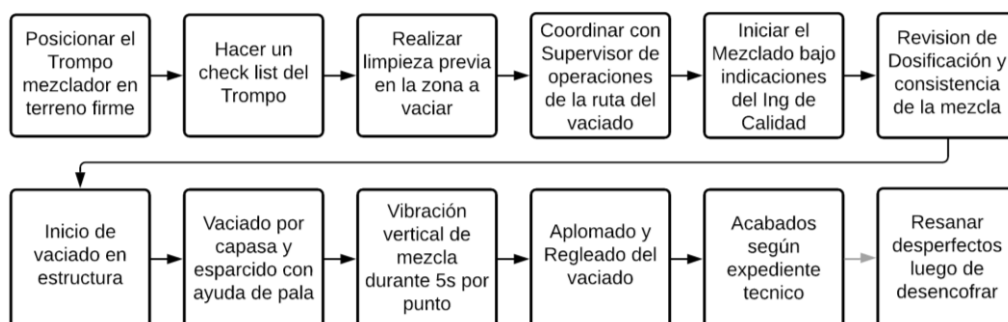 Posicionar el
Trompo
mezclador en
terreno firme
Hacer un
check list del
Trompo
Realizar
limpieza previa
en la zona a
vaciar
Coordinar con
Supervisor de
operaciones
de la ruta del
vaciado
Iniciar el
Mezclado bajo
indicaciones
del Ing de
Calidad
Revision de
Dosificación y
consistencia
de la mezcla
Inicio de
vaciado en
estructura
Vaciado por
capasa y
esparcido con
ayuda de pala
Vibración
vertical de
mezcla
durante 5s por
punto
Aplomado y
Regleado del
vaciado
Acabados
según
expediente
tecnico
Resanar
desperfectos
luego de
desencofrar